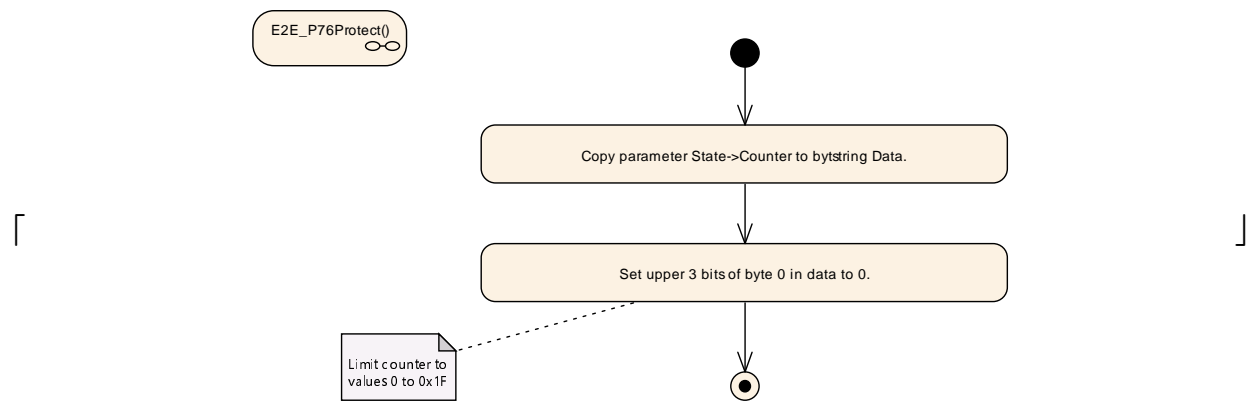 E2E_P76Protect()
Copy parameter State->Counter to bytstring Data.
Set upper 3 bits of byte 0 in data to 0.
Limit counter to
values 0 to 0x1F